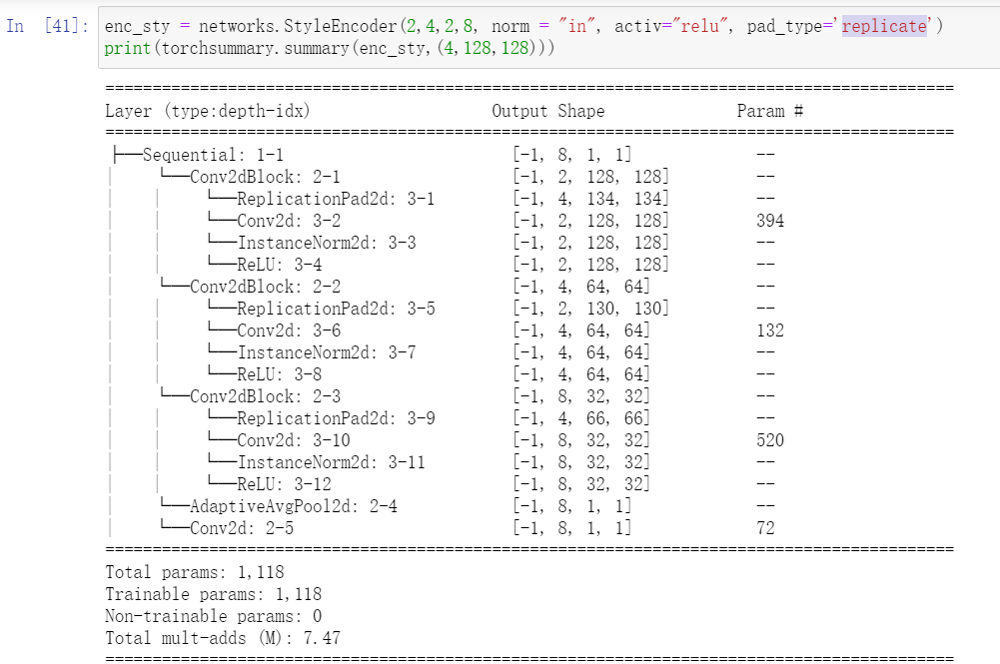 In [41]: enc_sty = networks.StyleEncoder(2,4,2,8, norm = "in", activ="relu", pad_type='replicate')
print(torchsummary.summary(enc_sty,(4,128,128)))
==========================================================================================
Layer (type:depth-idx) Output Shape Param #
==========================================================================================
├──Sequential: 1-1 [-1, 8, 1, 1] --
| └──Conv2dBlock: 2-1 [-1, 2, 128, 128] --
| | └──ReplicationPad2d: 3-1 [-1, 4, 134, 134] --
| | └──Conv2d: 3-2 [-1, 2, 128, 128] 394
| | └──InstanceNorm2d: 3-3 [-1, 2, 128, 128] --
| | └──ReLU: 3-4 [-1, 2, 128, 128] --
| └──Conv2dBlock: 2-2 [-1, 4, 64, 64] --
| | └──ReplicationPad2d: 3-5 [-1, 2, 130, 130] --
| | └──Conv2d: 3-6 [-1, 4, 64, 64] 132
| | └──InstanceNorm2d: 3-7 [-1, 4, 64, 64] --
| | └──ReLU: 3-8 [-1, 4, 64, 64] --
| └──Conv2dBlock: 2-3 [-1, 8, 32, 32] --
| | └──ReplicationPad2d: 3-9 [-1, 4, 66, 66] --
| | └──Conv2d: 3-10 [-1, 8, 32, 32] 520
| | └──InstanceNorm2d: 3-11 [-1, 8, 32, 32] --
| | └──ReLU: 3-12 [-1, 8, 32, 32] --
| └──AdaptiveAvgPool2d: 2-4 [-1, 8, 1, 1] --
| └──Conv2d: 2-5 [-1, 8, 1, 1] 72
==========================================================================================
Total params: 1,118
Trainable params: 1,118
Non-trainable params: 0
Total mult-adds (M): 7.47
==========================================================================================